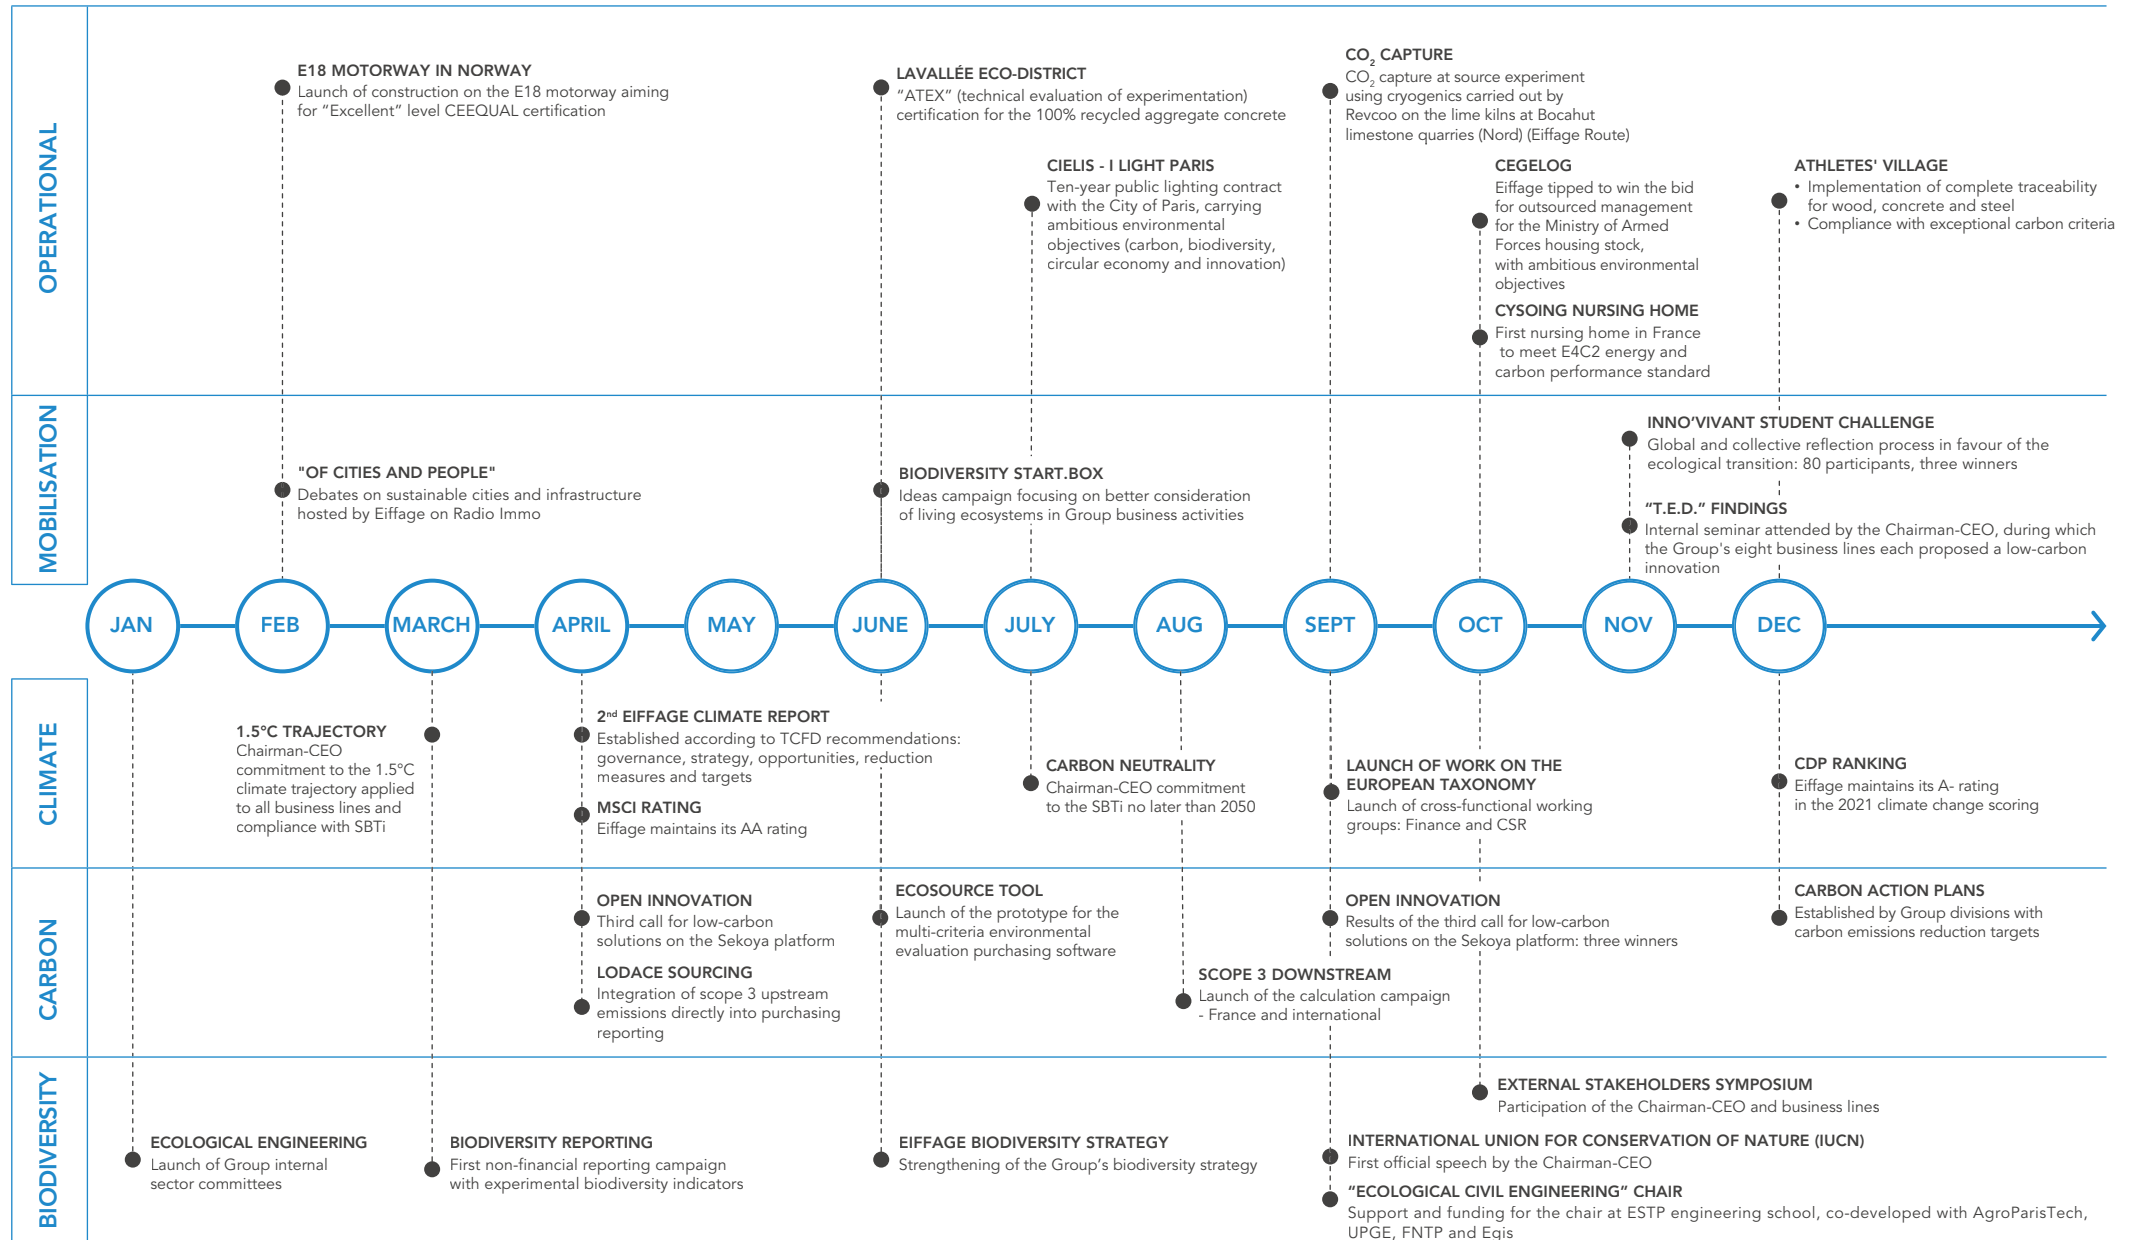 OPERATIONAL
E18 MOTORWAY IN NORWAY
Launch of construction on the E18 motorway aiming
for “Excellent” level CEEQUAL certification
LAVALLÉE ECO-DISTRICT
“ATEX” (technical evaluation of experimentation)
certification for the 100% recycled aggregate concrete
CIELIS - I LIGHT PARIS
Ten-year public lighting contract
with the City of Paris, carrying
ambitious environmental
objectives (carbon, biodiversity,
circular economy and innovation)
CO₂ CAPTURE
CO₂ capture at source experiment
using cryogenics carried out by
Revcoo on the lime kilns at Bocahut
limestone quarries (Nord) (Eiffage Route)
CEGELOG
Eiffage tipped to win the bid
for outsourced management
for the Ministry of Armed
Forces housing stock,
with ambitious environmental
objectives
CYSOING NURSING HOME
First nursing home in France
to meet E4C2 energy and
carbon performance standard
ATHLETES' VILLAGE
• Implementation of complete traceability
for wood, concrete and steel
• Compliance with exceptional carbon criteria
MOBILISATION
"OF CITIES AND PEOPLE"
Debates on sustainable cities and infrastructure
hosted by Eiffage on Radio Immo
BIODIVERSITY START.BOX
Ideas campaign focusing on better consideration
of living ecosystems in Group business activities
INNO’VIVANT STUDENT CHALLENGE
Global and collective reflection process in favour of the
ecological transition: 80 participants, three winners
“T.E.D.” FINDINGS
Internal seminar attended by the Chairman-CEO, during which
the Group's eight business lines each proposed a low-carbon
innovation
JAN
FEB
MARCH
APRIL
MAY
JUNE
JULY
AUG
SEPT
OCT
NOV
DEC
CLIMATE
1.5°C TRAJECTORY
Chairman-CEO
commitment to the 1.5°C
climate trajectory applied
to all business lines and
compliance with SBTi
2nd EIFFAGE CLIMATE REPORT
Established according to TCFD recommendations:
governance, strategy, opportunities, reduction
measures and targets
MSCI RATING
Eiffage maintains its AA rating
CARBON NEUTRALITY
Chairman-CEO commitment
to the SBTi no later than 2050
LAUNCH OF WORK ON THE
EUROPEAN TAXONOMY
Launch of cross-functional working
groups: Finance and CSR
CDP RANKING
Eiffage maintains its A- rating
in the 2021 climate change scoring
CARBON
OPEN INNOVATION
Third call for low-carbon
solutions on the Sekoya platform
LODACE SOURCING
Integration of scope 3 upstream
emissions directly into purchasing
reporting
ECOSOURCE TOOL
Launch of the prototype for the
multi-criteria environmental
evaluation purchasing software
SCOPE 3 DOWNSTREAM
Launch of the calculation campaign
- France and international
OPEN INNOVATION
Results of the third call for low-carbon
solutions on the Sekoya platform: three winners
CARBON ACTION PLANS
Established by Group divisions with
carbon emissions reduction targets
BIODIVERSITY
ECOLOGICAL ENGINEERING
Launch of Group internal
sector committees
BIODIVERSITY REPORTING
First non-financial reporting campaign
with experimental biodiversity indicators
EIFFAGE BIODIVERSITY STRATEGY
Strengthening of the Group’s biodiversity strategy
EXTERNAL STAKEHOLDERS SYMPOSIUM
Participation of the Chairman-CEO and business lines
INTERNATIONAL UNION FOR CONSERVATION OF NATURE (IUCN)
First official speech by the Chairman-CEO
“ECOLOGICAL CIVIL ENGINEERING” CHAIR
Support and funding for the chair at ESTP engineering school, co-developed with AgroParisTech,
UPGE, FNTP and Egis